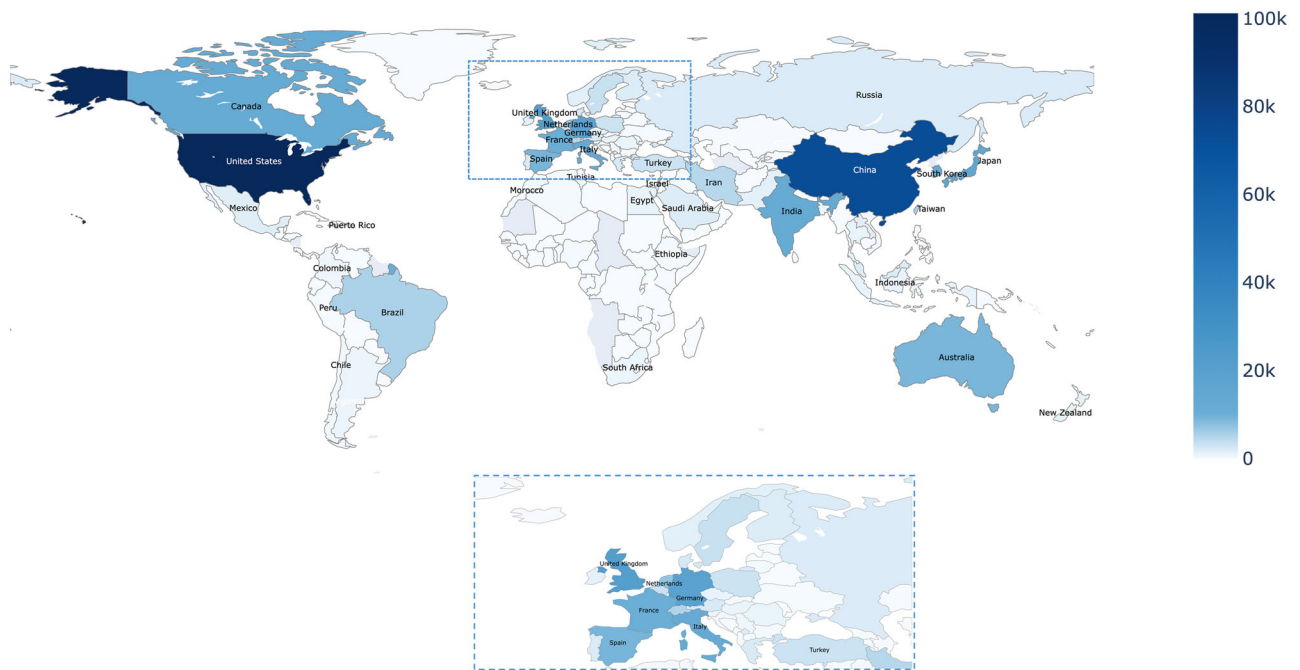 100k
80k
60k
40k
20k
0
Canada
United States
Mexico
Puerto Rico
Colombia
Peru
Brazil
Chile
United Kingdom
Netherlands
Germany
France
Italy
Spain
Turkey
Tunisia
Morocco
Israel
Egypt
Saudi Arabia
Iran
Ethiopia
South Africa
Russia
China
Japan
South Korea
Taiwan
India
Indonesia
Australia
New Zealand
United Kingdom
Netherlands
Germany
France
Italy
Spain
Turkey